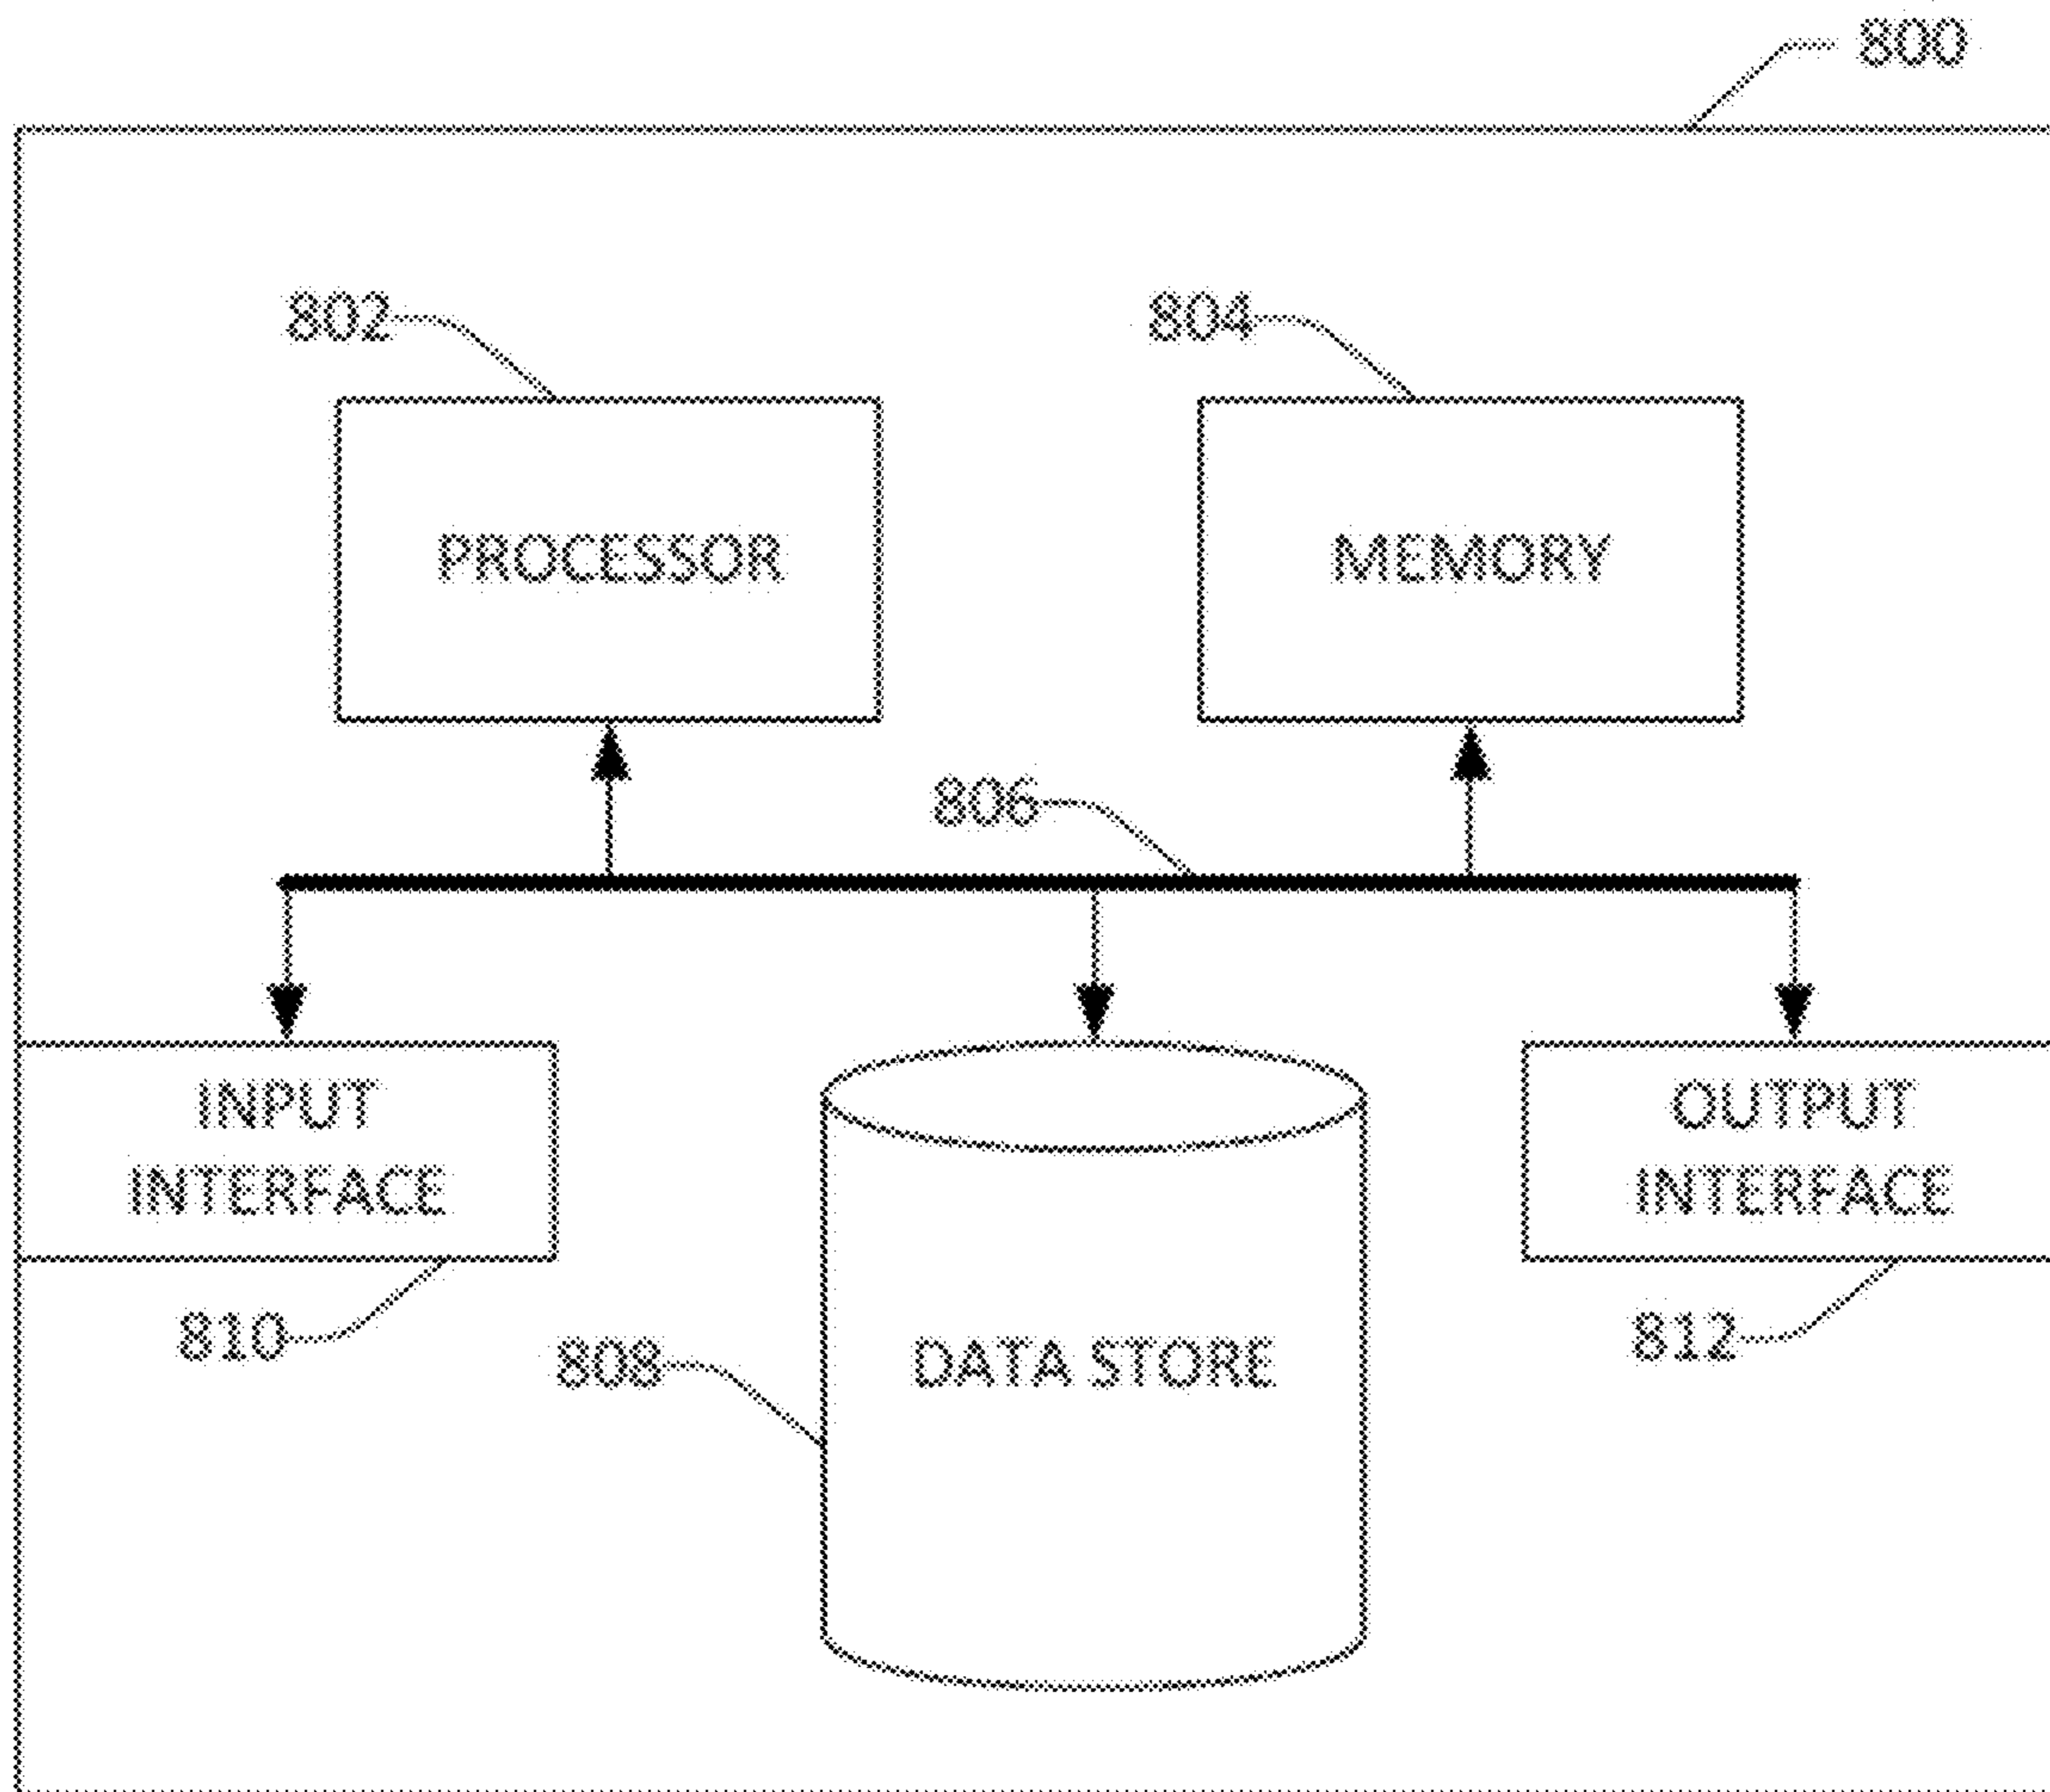 800
802
804
PROCESSOR
MEMORY
806
INPUT
INTERFACE
OUTPUT
INTERFACE
810
808
DATA STORE
812